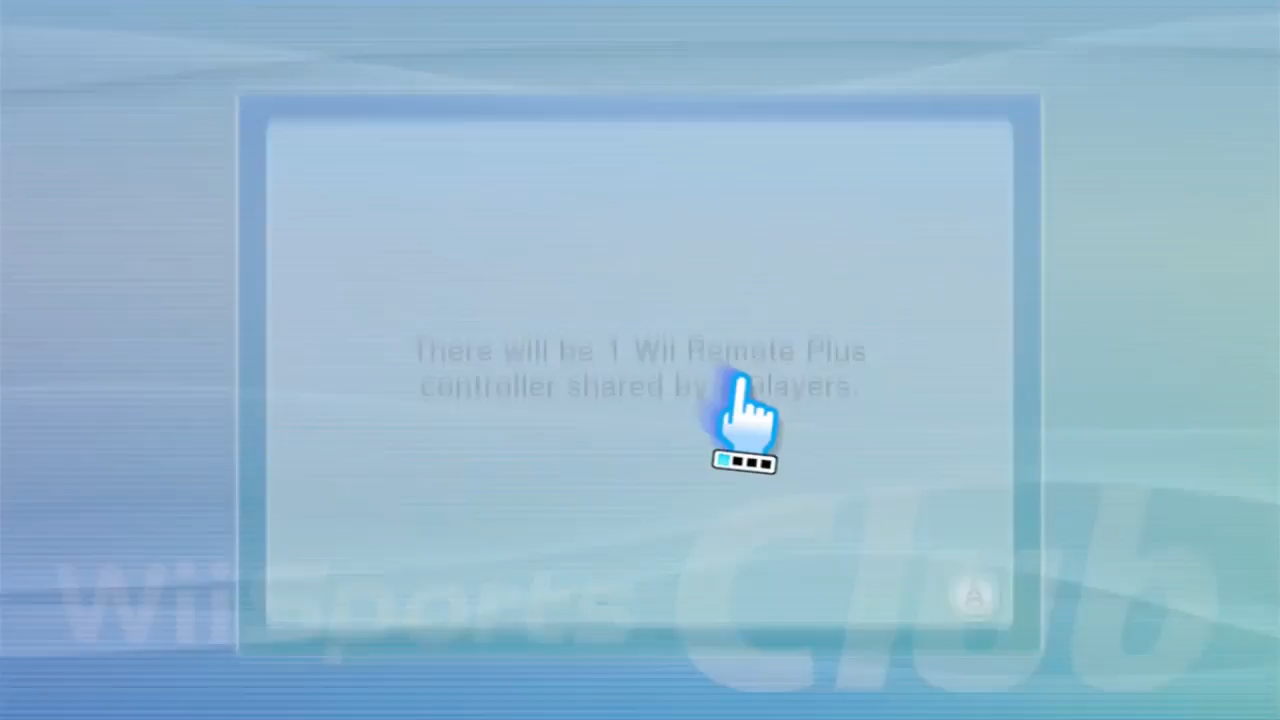 There will be 1 Wii Remote Plus
controller shared by players.
A
Wii Sports Club